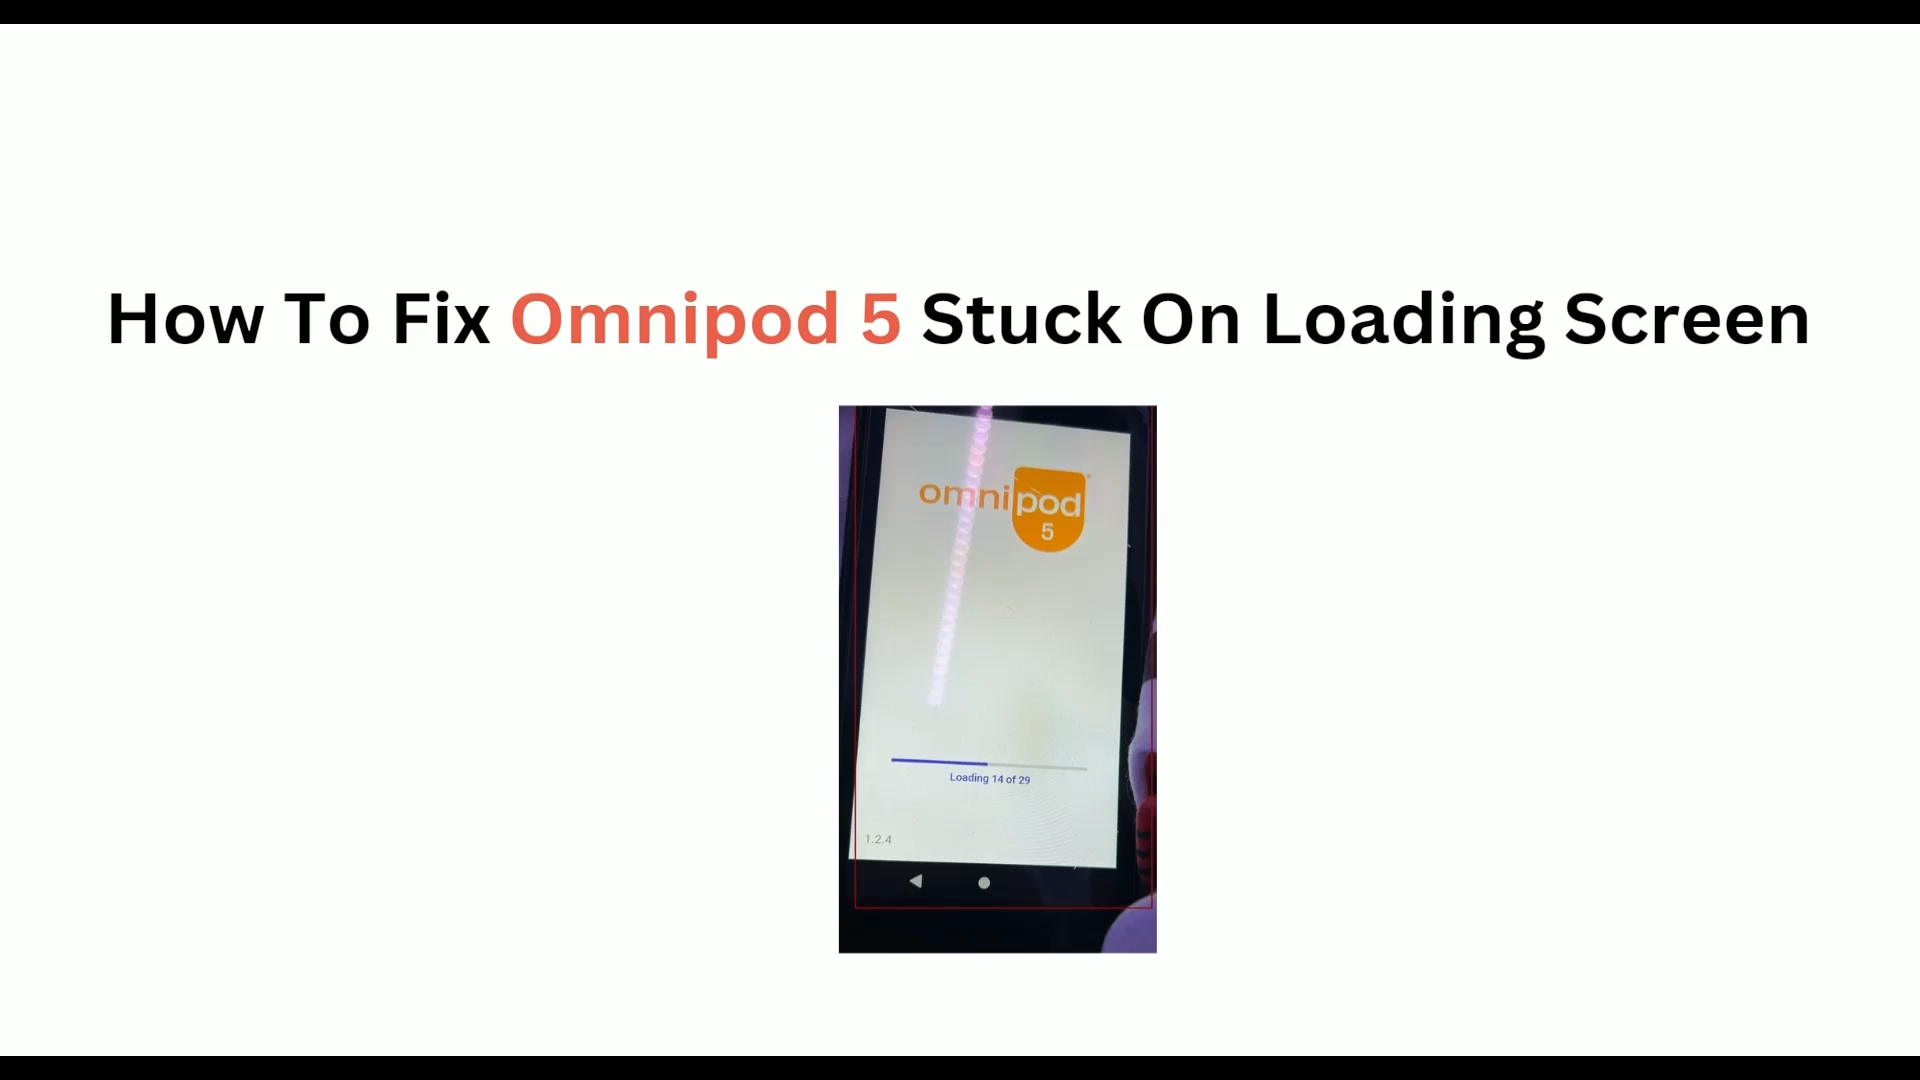 How To Fix Omnipod 5 Stuck On Loading Screen
omnipod
5
Loading 14 of 29
1.2.4